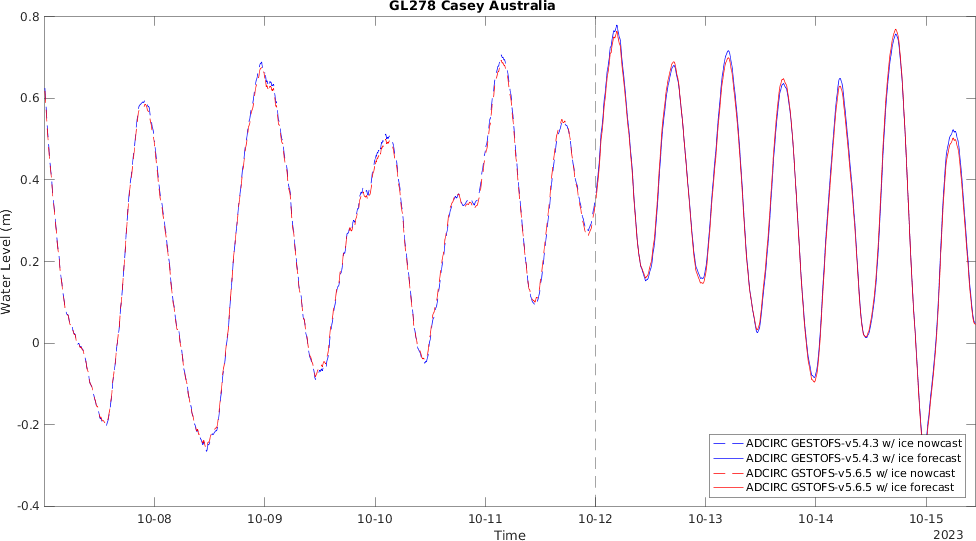 GL278 Casey Australia
0.8
0.6
0.4
0.2
0
-0.2
-0.4
Water Level (m)
ADCIRC GESTOFS-v5.4.3 w/ ice nowcast
ADCIRC GESTOFS-v5.4.3 w/ ice forecast
ADCIRC GSTOFS-v5.6.5 w/ ice nowcast
ADCIRC GSTOFS-v5.6.5 w/ ice forecast
10-08 10-09 10-10 10-11 10-12 10-13 10-14 10-15
Time
2023